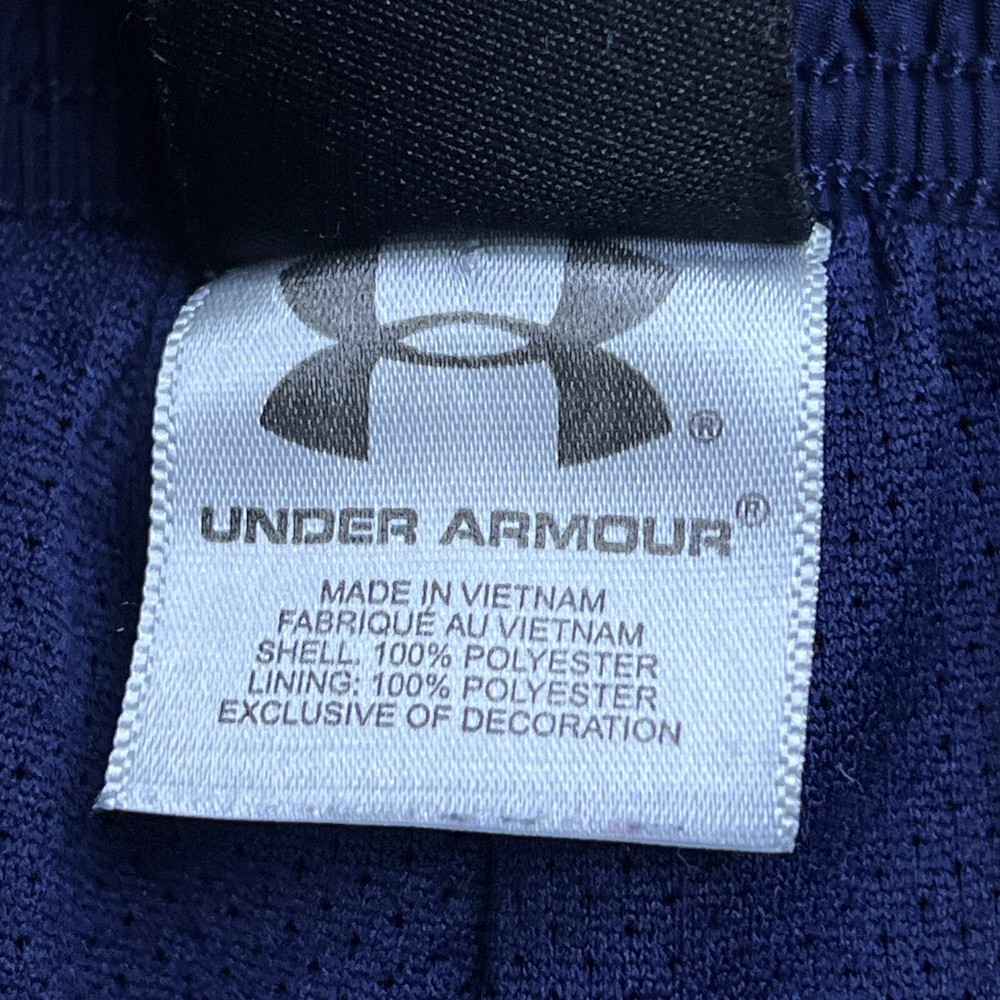 ®
UNDER ARMOUR®
MADE IN VIETNAM
FABRIQUÉ AU VIETNAM
SHELL: 100% POLYESTER
LINING: 100% POLYESTER
EXCLUSIVE OF DECORATION